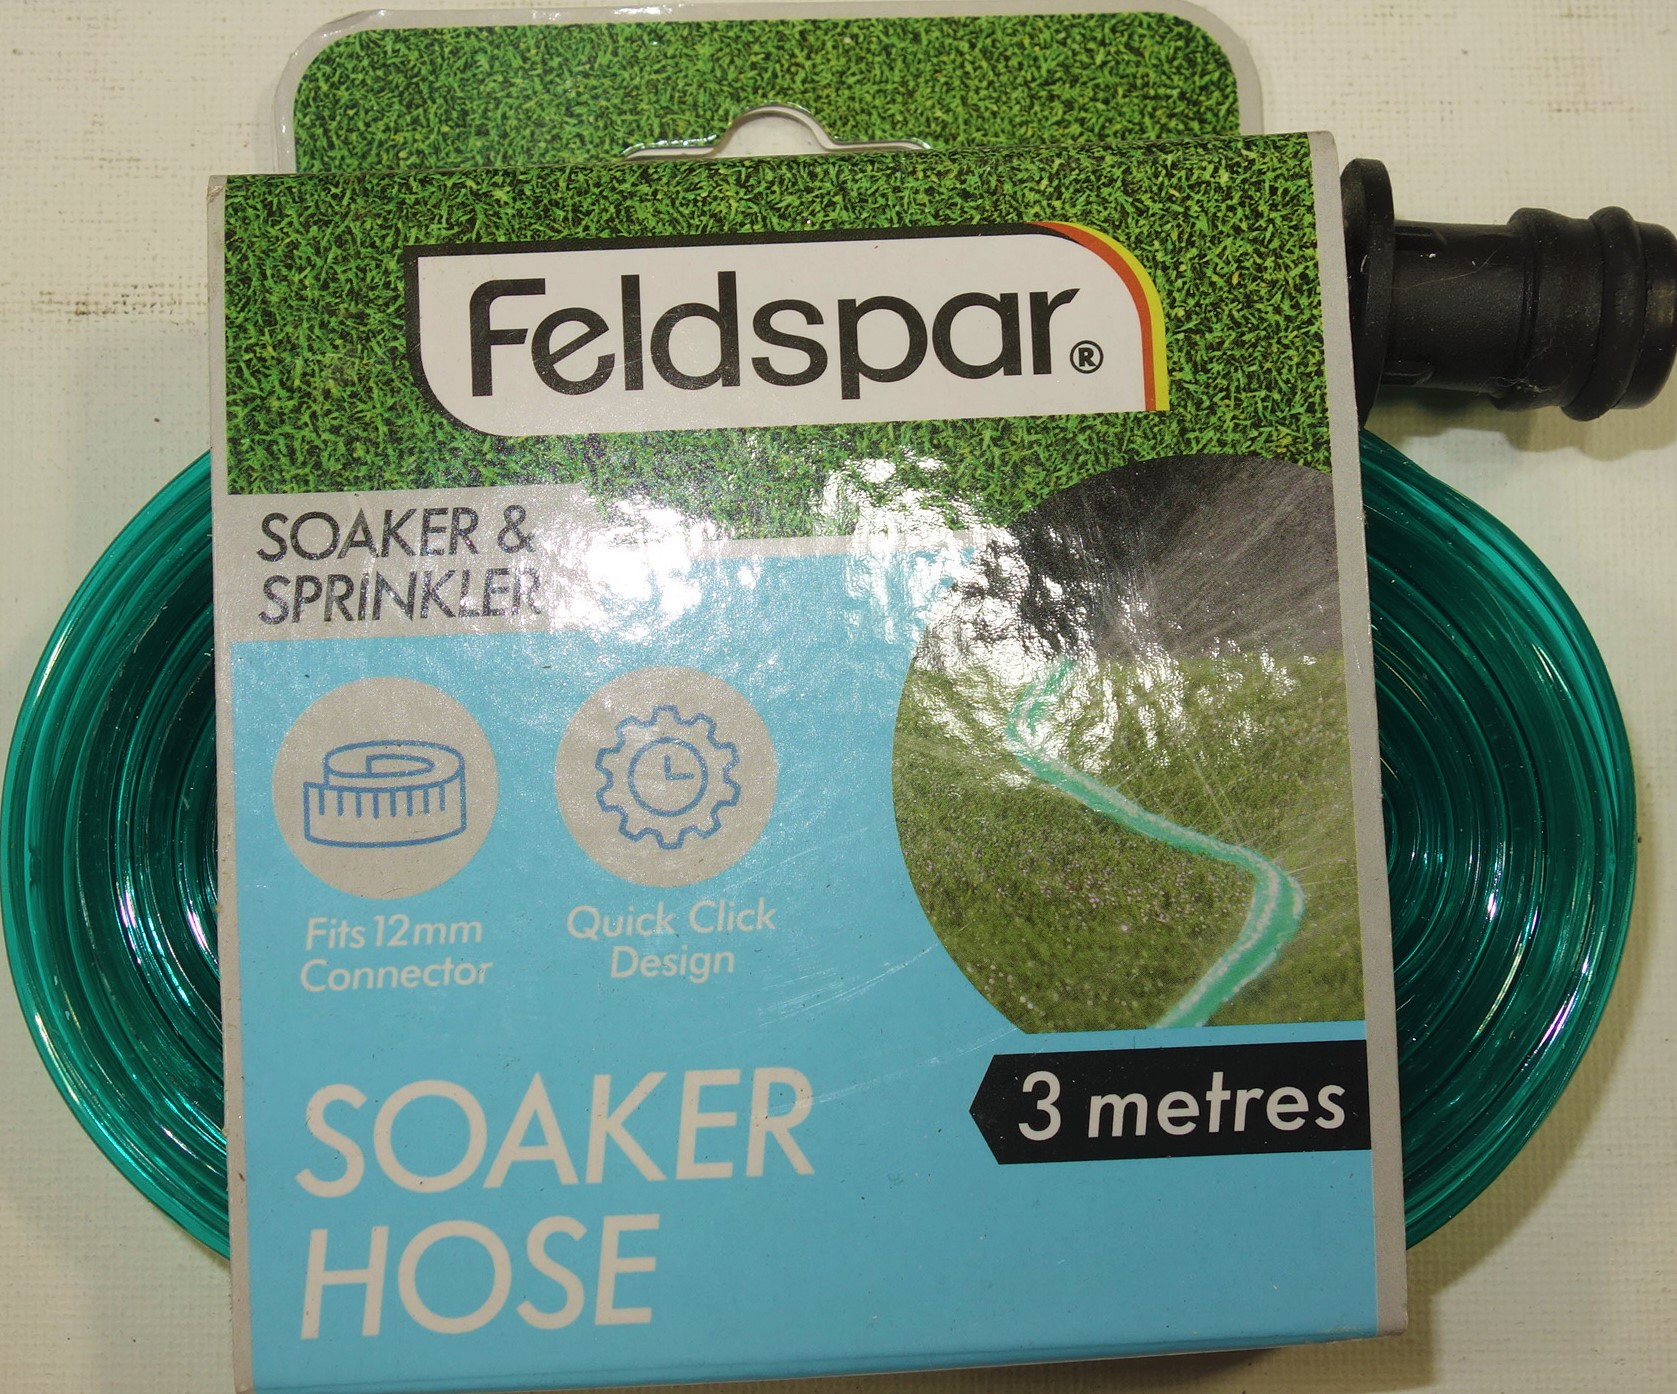 Feldspar®
SOAKER &
SPRINKLER
Fits 12mm
Connector
Quick Click
Design
3 metres
SOAKER
HOSE